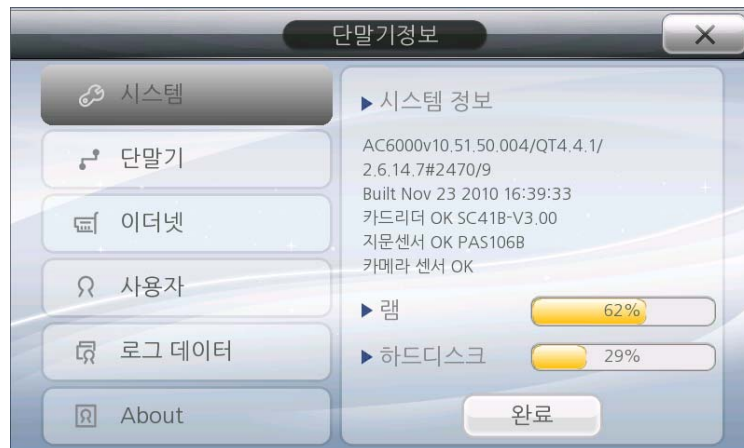 단말기정보
시스템
단말기
이더넷
사용자
로그 데이터
About
시스템 정보
AC6000v10.51.50.004/QT4.4.1/
2.6.14.7#2470/9
Built Nov 23 2010 16:39:33
카드리더 OK SC41B-V3.00
지문센서 OK PAS106B
카메라 센서 OK
램 62%
하드디스크 29%
완료